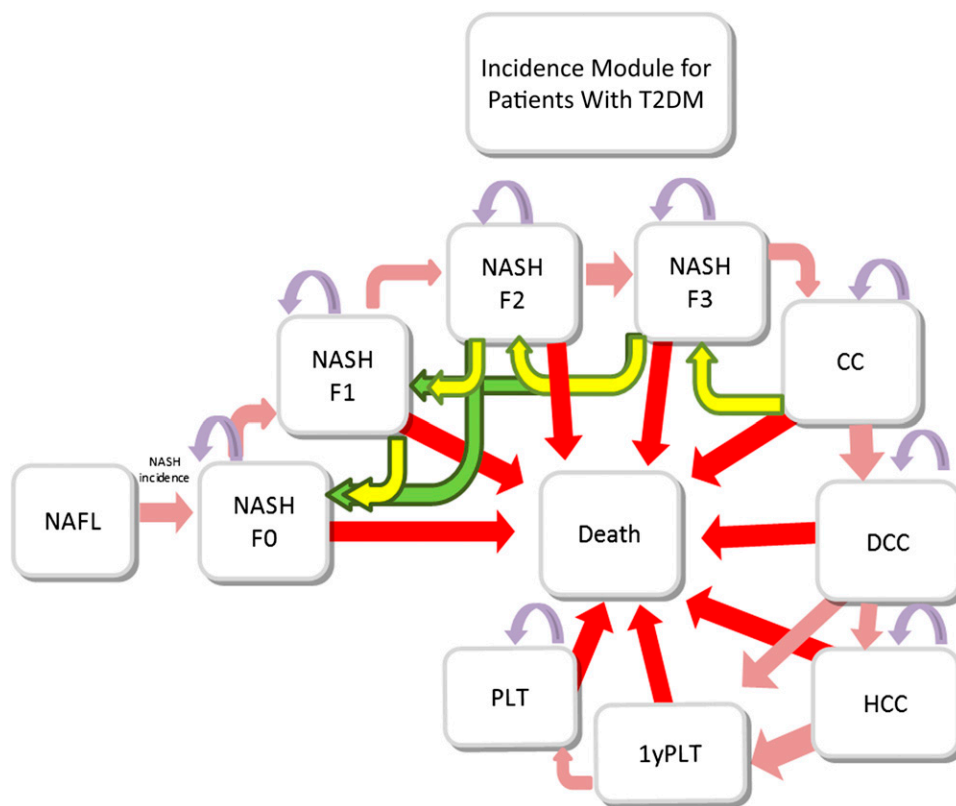 Incidence Module for
Patients With T2DM
NASH
F2
NASH
F3
NASH
F1
CC
NASH
incidence
NAFL
NASH
F0
Death
DCC
PLT
1yPLT
HCC